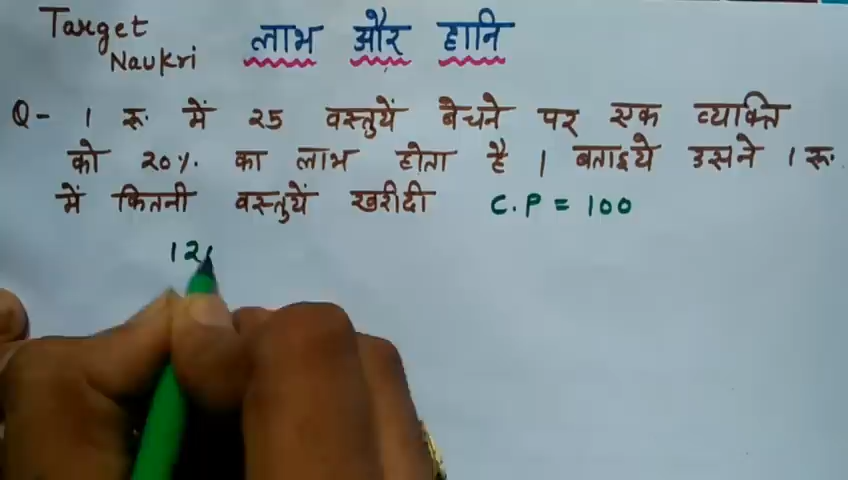 Target
Naukri
लाभ और हानि
Q- 1 रू. में 25 वस्तुयें बेचने पर एक व्यक्ति
को 20%. का लाभ होता है । बताइये उसने 1 रू.
में कितनी वस्तुयें खरीदी C.P = 100
12